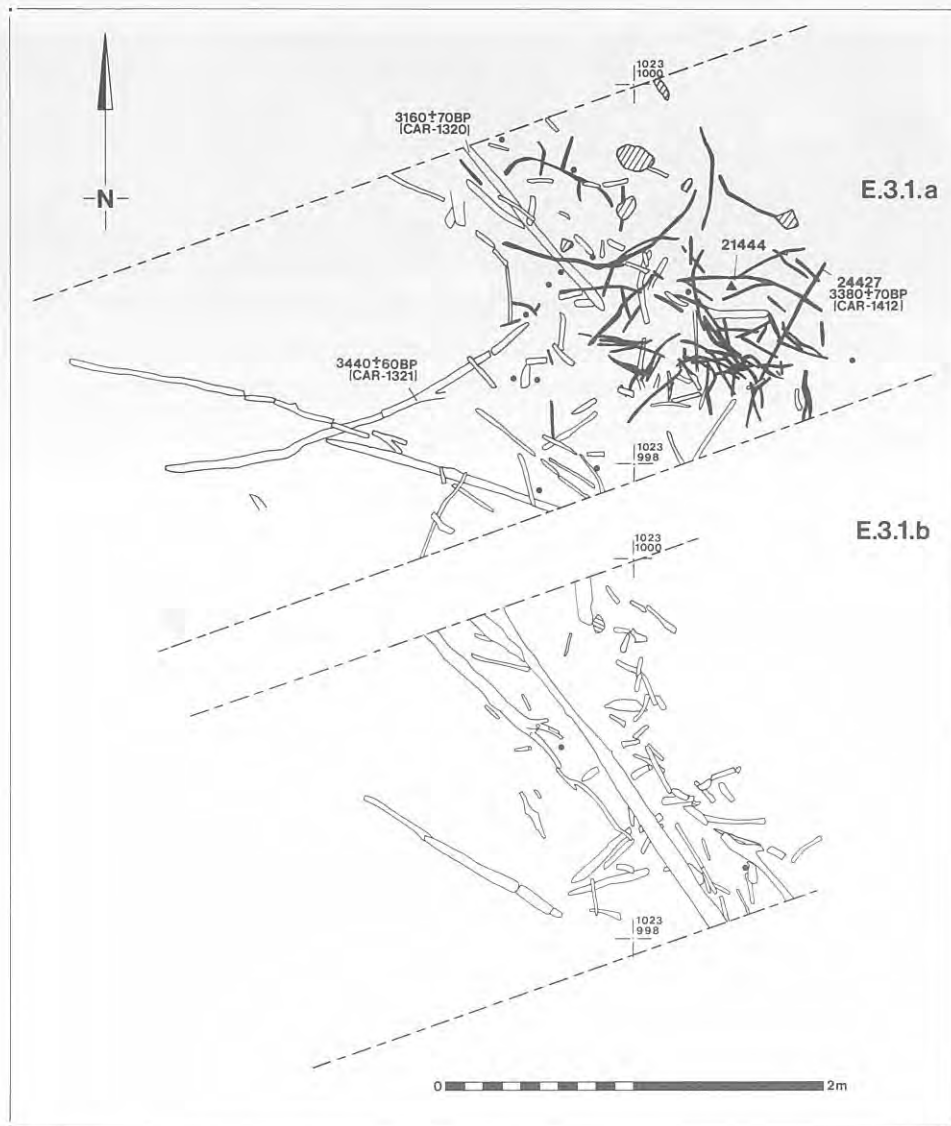 1023
1000
3160±70BP
|CAR-1320|
N
E.3.1.a
21444
24427
3380±70BP
|CAR-1412|
3440±60BP
|CAR-1321|
1023
998
E.3.1.b
1023
1000
1023
998
0 2m